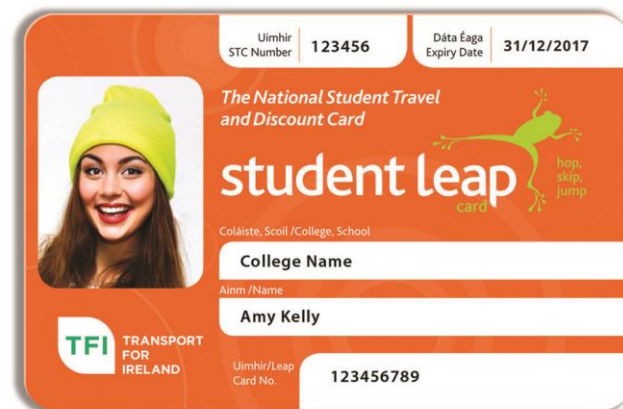 Uimhir
STC Number
123456
Dáta Éaga
Expiry Date
31/12/2017
The National Student Travel
and Discount Card
student leap
card
hop,
skip,
jump
Coláiste, Scoil /College, School
College Name
Ainm /Name
Amy Kelly
TFI
TRANSPORT
FOR
IRELAND
Uimhir/Leap
Card No.
123456789